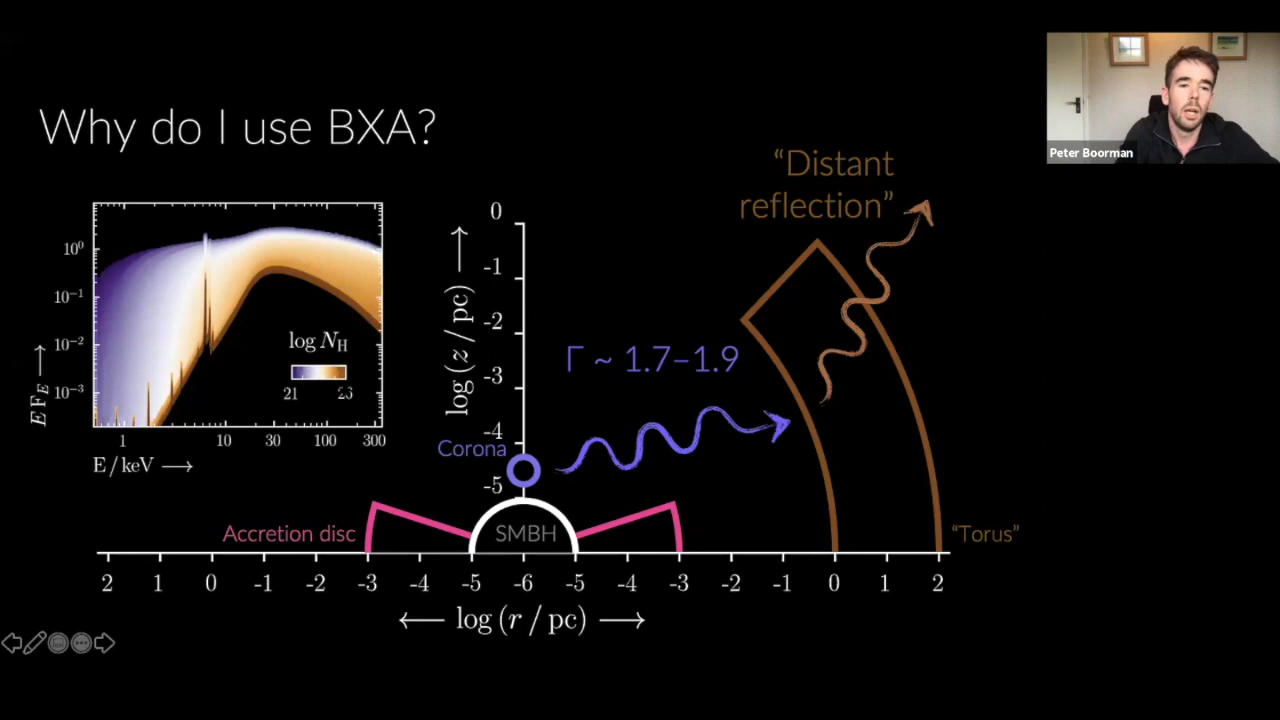 Why do I use BXA?
Peter Boorman
"Distant
reflection"
10⁰
10⁻¹
10⁻²
10⁻³
E F_E ⟶
log N_H
21 26
1 10 30 100 300
E / keV ⟶
0
-1
-2
-3
-4
-5
log (z / pc) ⟶
Γ ~ 1.7–1.9
Corona
Accretion disc
SMBH
"Torus"
2 1 0 -1 -2 -3 -4 -5 -6 -5 -4 -3 -2 -1 0 1 2
⟵ log (r / pc) ⟶